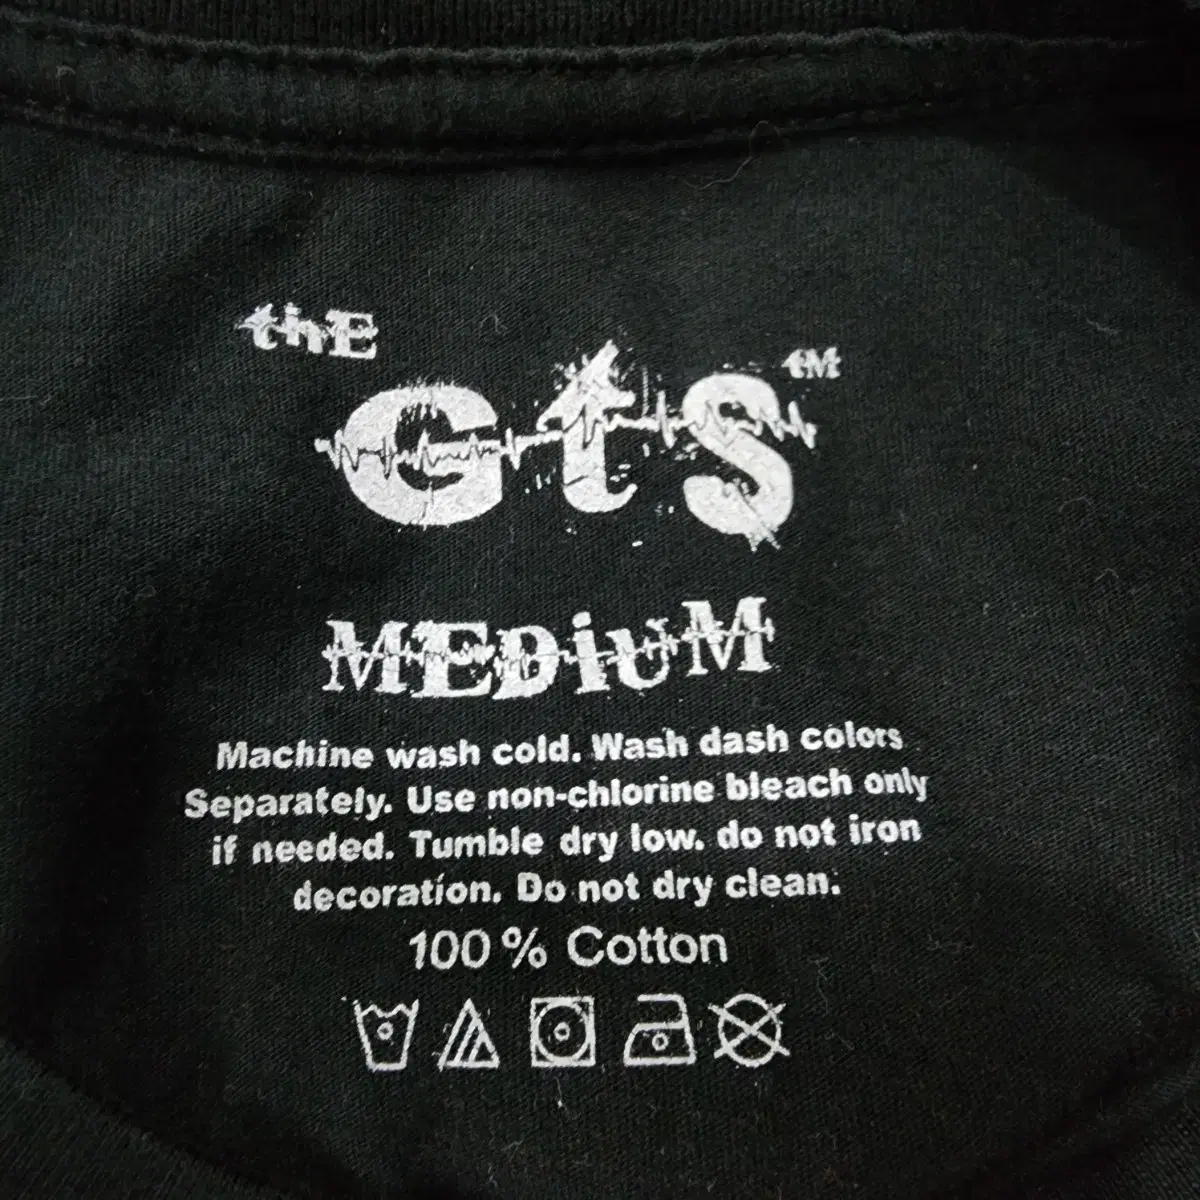 thE
GtS tM
MEDiUM
Machine wash cold. Wash dash colors
Separately. Use non-chlorine bleach only
if needed. Tumble dry low. do not iron
decoration. Do not dry clean.
100 % Cotton